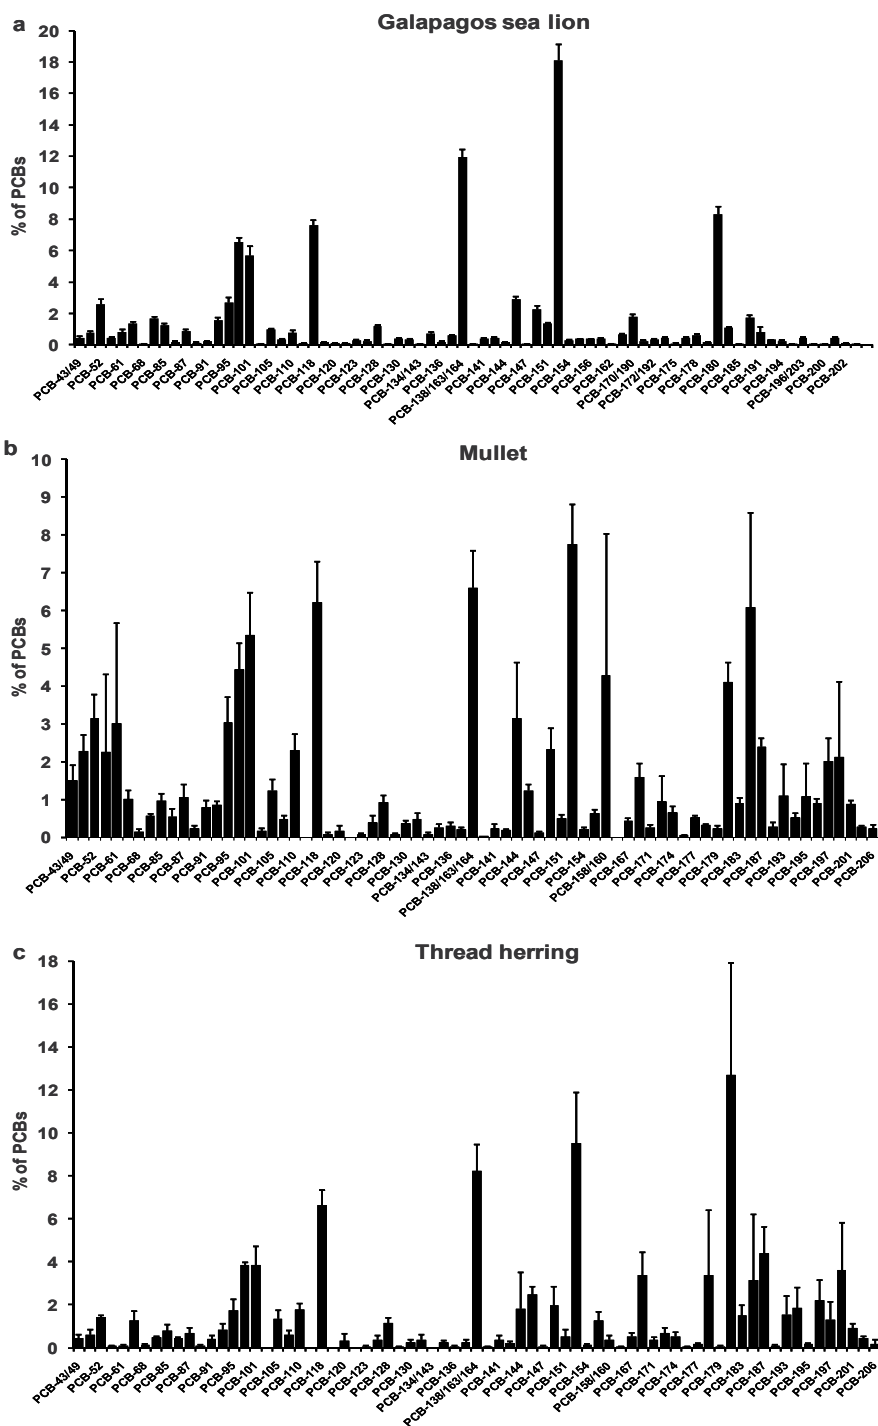 a
Galapagos sea lion
% of PCBs
20
18
16
14
12
10
8
6
4
2
0
PCB-43/49
PCB-52
PCB-61
PCB-68
PCB-85
PCB-87
PCB-91
PCB-95
PCB-101
PCB-105
PCB-110
PCB-118
PCB-120
PCB-123
PCB-128
PCB-130
PCB-134/143
PCB-136
PCB-138/163/164
PCB-141
PCB-144
PCB-147
PCB-151
PCB-154
PCB-156
PCB-162
PCB-170/190
PCB-172/192
PCB-175
PCB-178
PCB-180
PCB-185
PCB-191
PCB-194
PCB-196/203
PCB-200
PCB-202
b
Mullet
% of PCBs
10
9
8
7
6
5
4
3
2
1
0
PCB-43/49
PCB-52
PCB-61
PCB-68
PCB-85
PCB-87
PCB-91
PCB-95
PCB-101
PCB-105
PCB-110
PCB-118
PCB-120
PCB-123
PCB-128
PCB-130
PCB-134/143
PCB-136
PCB-138/163/164
PCB-141
PCB-144
PCB-147
PCB-151
PCB-154
PCB-158/160
PCB-167
PCB-171
PCB-174
PCB-177
PCB-179
PCB-183
PCB-187
PCB-193
PCB-195
PCB-197
PCB-201
PCB-206
c
Thread herring
% of PCBs
18
16
14
12
10
8
6
4
2
0
PCB-43/49
PCB-52
PCB-61
PCB-68
PCB-85
PCB-87
PCB-91
PCB-95
PCB-101
PCB-105
PCB-110
PCB-118
PCB-120
PCB-123
PCB-128
PCB-130
PCB-134/143
PCB-136
PCB-138/163/164
PCB-141
PCB-144
PCB-147
PCB-151
PCB-154
PCB-158/160
PCB-167
PCB-171
PCB-174
PCB-177
PCB-179
PCB-183
PCB-187
PCB-193
PCB-195
PCB-197
PCB-201
PCB-206